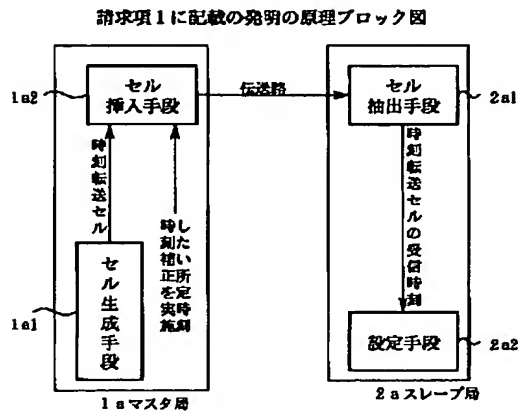 請求項1に記載の発明の原理ブロック図
1a2
セル
挿入手段
伝送路
セル
抽出手段
2a1
時刻転送セル
時刻補正を実施
したい所定時刻
時刻転送セルの受信時刻
1a1
セル生成手段
設定手段
2a2
1aマスタ局
2aスレーブ局